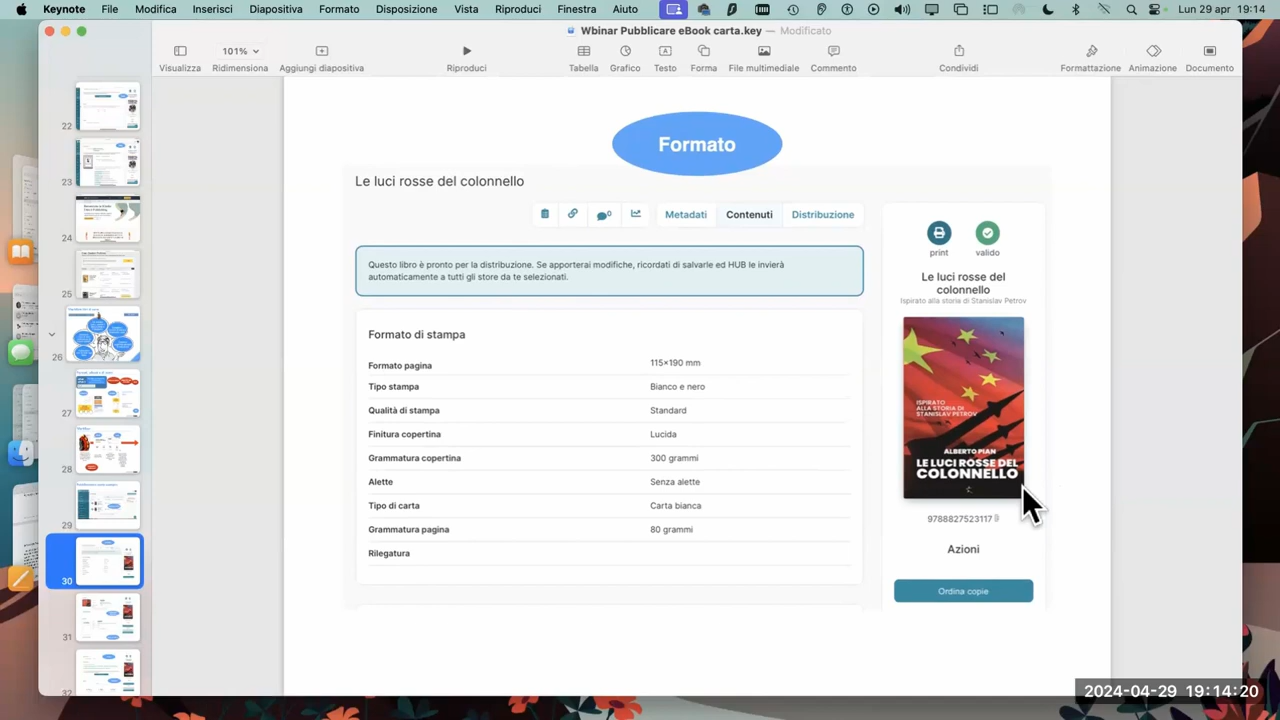 Keynote File Modifica Inserisci Diapositiva Formato Disposizione Vista Riproduci Finestra Aiuto Lun 29 apr 19:14
Wbinar Pubblicare eBook carta.key — Modificato
101%
Visualizza Ridimensiona Aggiungi diapositiva Riproduci Tabella Grafico Testo Forma File multimediale Commento Condividi Formattazione Animazione Documento
22
23
24
25
26
27
28
29
30
31
Formato
Le luci rosse del colonnello
0
Metadati Contenuti Distribuzione
Questo libro è pronto per la distribuzione. Se apporterai modifiche, ricordati di salvarle ed HUB le invierà
automaticamente a tutti gli store da te selezionati.
Formato di stampa
Formato pagina 115×190 mm
Tipo stampa Bianco e nero
Qualità di stampa Standard
Finitura copertina Lucida
Grammatura copertina 300 grammi
Alette Senza alette
Tipo di carta Carta bianca
Grammatura pagina 80 grammi
Rilegatura
print valido
Le luci rosse del
colonnello
Ispirato alla storia di Stanislav Petrov
ISPIRATO
ALLA STORIA DI
STANISLAV PETROV
ALBERTO PIAN
LE LUCI ROSSE DEL
COLONNELLO
9788827523117
Azioni
Ordina copie
2024-04-29 19:14:20